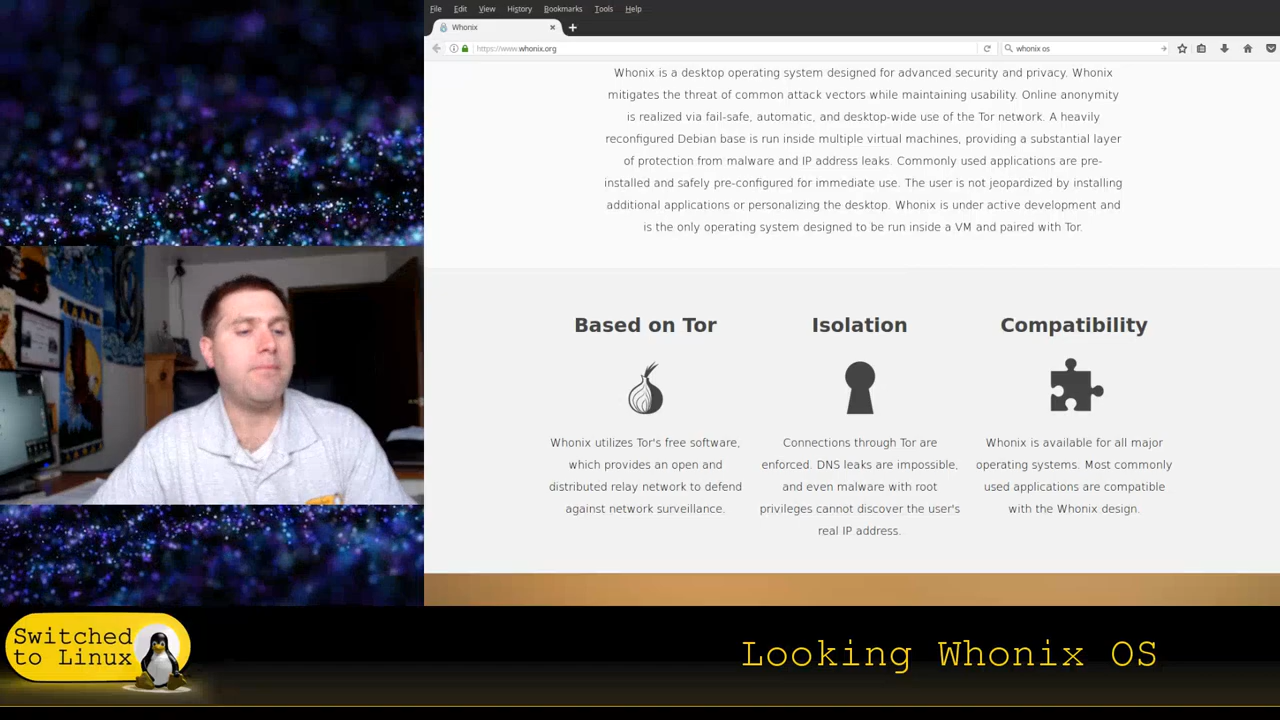 File Edit View History Bookmarks Tools Help
Whonix
https://www.whonix.org
whonix os
Whonix is a desktop operating system designed for advanced security and privacy. Whonix
mitigates the threat of common attack vectors while maintaining usability. Online anonymity
is realized via fail-safe, automatic, and desktop-wide use of the Tor network. A heavily
reconfigured Debian base is run inside multiple virtual machines, providing a substantial layer
of protection from malware and IP address leaks. Commonly used applications are pre-
installed and safely pre-configured for immediate use. The user is not jeopardized by installing
additional applications or personalizing the desktop. Whonix is under active development and
is the only operating system designed to be run inside a VM and paired with Tor.
Based on Tor
Whonix utilizes Tor's free software,
which provides an open and
distributed relay network to defend
against network surveillance.
Isolation
Connections through Tor are
enforced. DNS leaks are impossible,
and even malware with root
privileges cannot discover the user's
real IP address.
Compatibility
Whonix is available for all major
operating systems. Most commonly
used applications are compatible
with the Whonix design.
Switched
to Linux
Looking Whonix OS